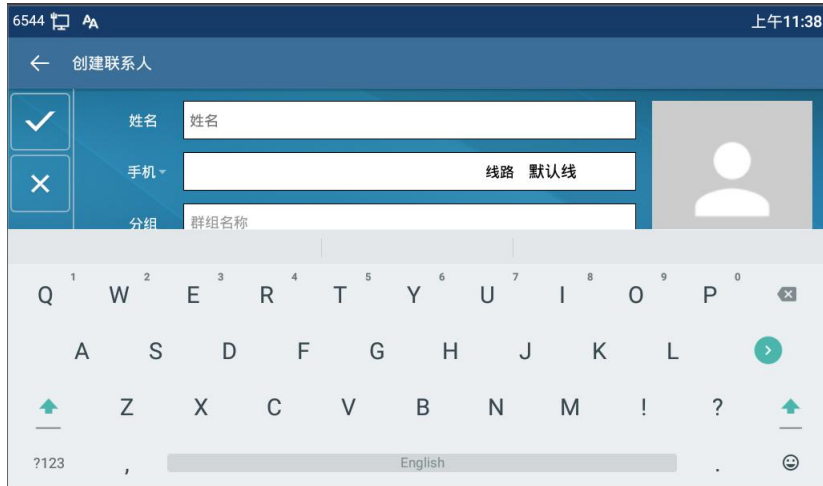 6544 AA 上午11:38
创建联系人
姓名 姓名
手机 线路 默认线
分组 群组名称
Q 1 W 2 E 3 R 4 T 5 Y 6 U 7 I 8 O 9 P 0
A S D F G H J K L
Z X C V B N M ! ?
?123 , English .